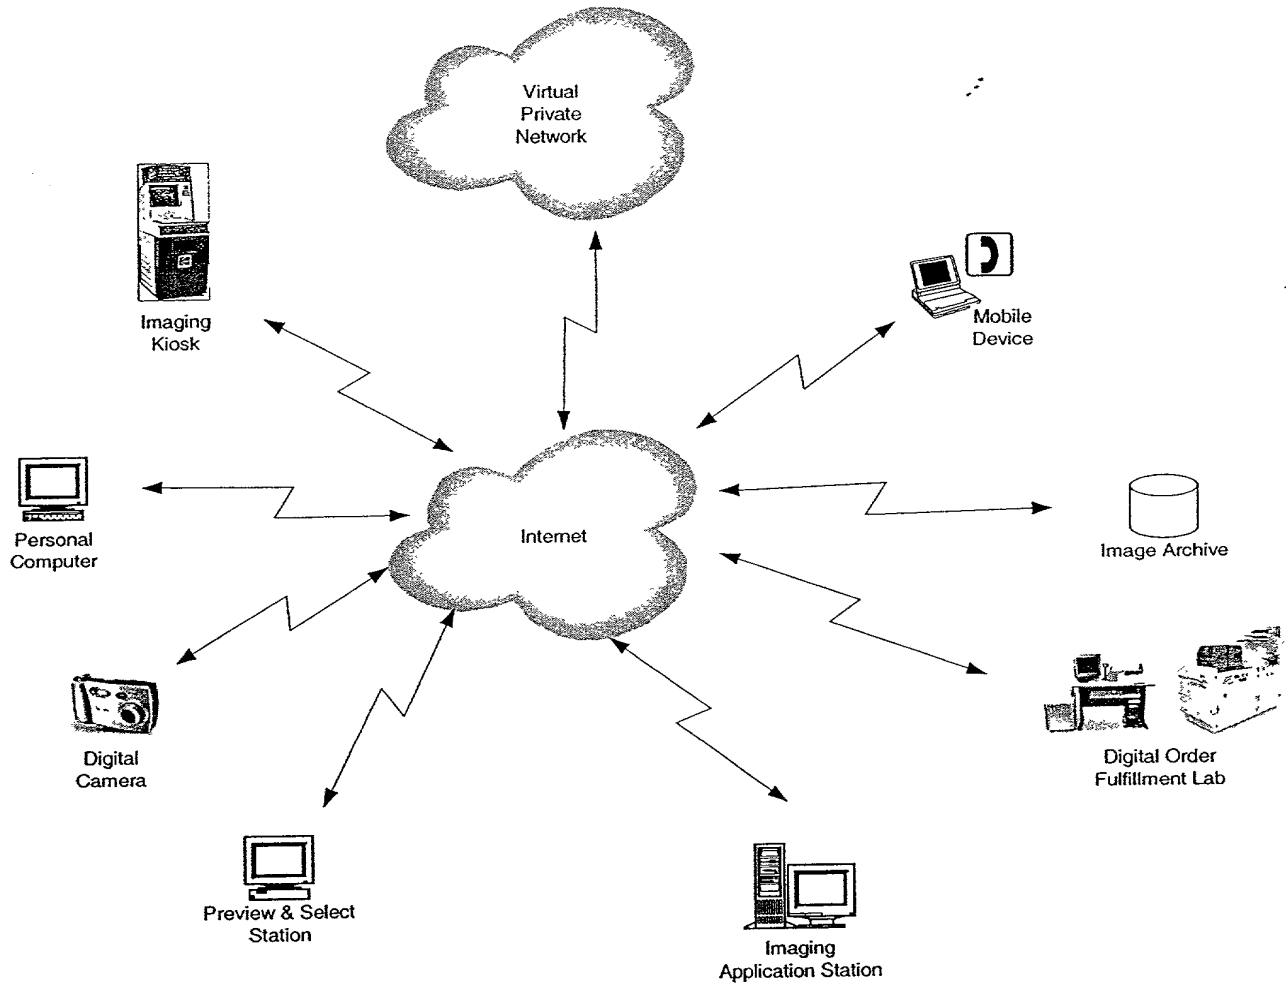 Virtual
Private
Network
Imaging
Kiosk
Mobile
Device
Personal
Computer
Internet
Image Archive
Digital
Camera
Digital Order
Fulfillment Lab
Preview & Select
Station
Imaging
Application Station